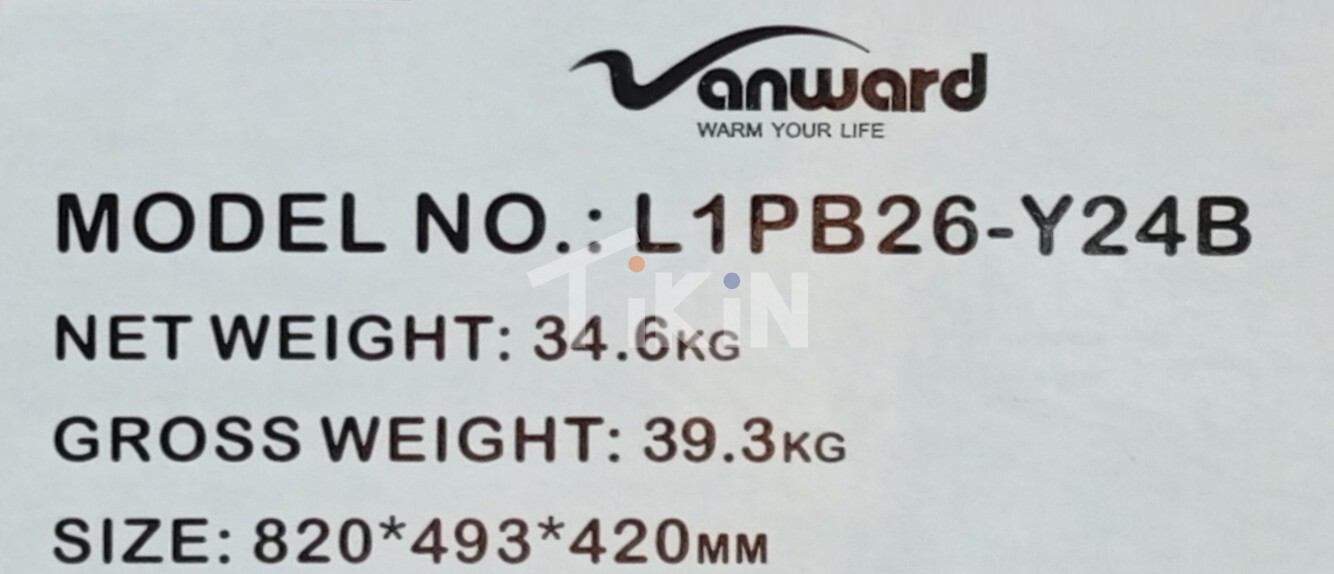 Vanward
WARM YOUR LIFE
MODEL NO.: L1PB26-Y24B
TiKiN
NET WEIGHT: 34.6KG
GROSS WEIGHT: 39.3KG
SIZE: 820*493*420MM